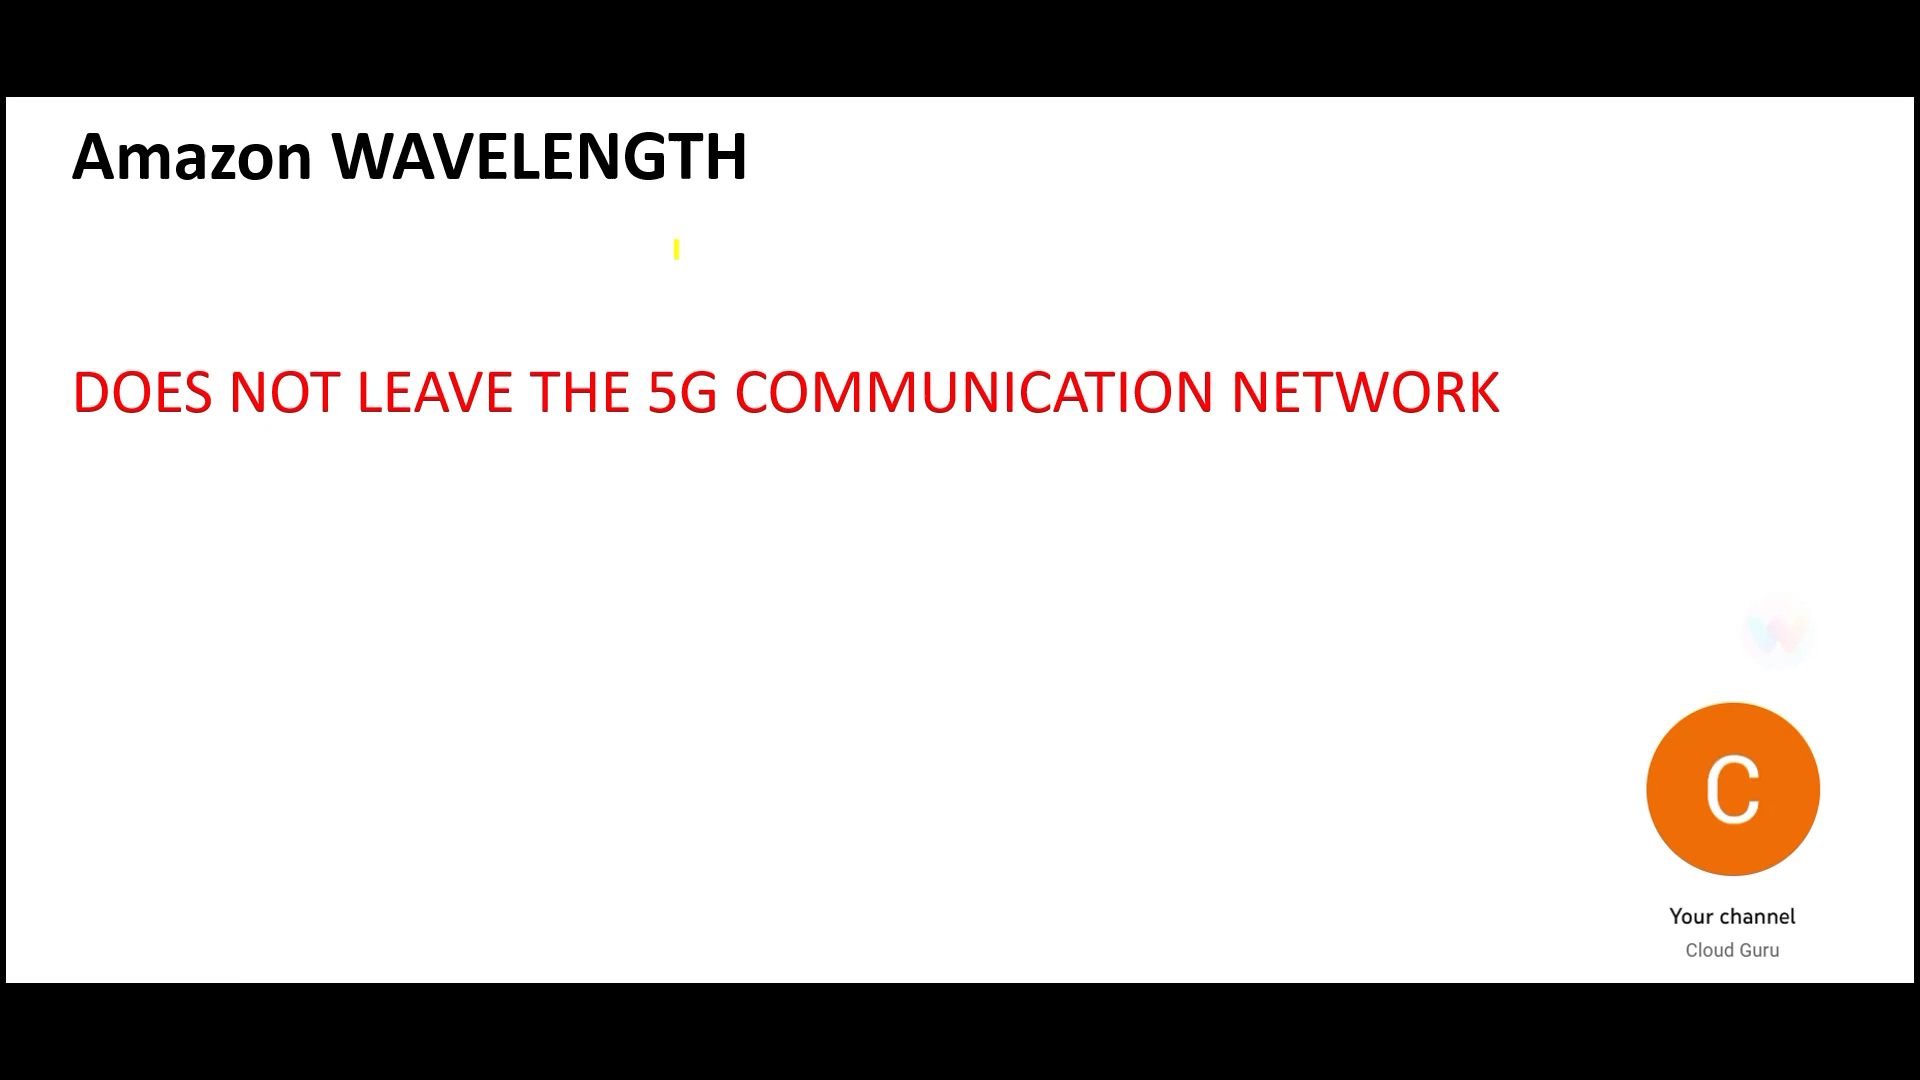 Amazon WAVELENGTH
DOES NOT LEAVE THE 5G COMMUNICATION NETWORK
C
Your channel
Cloud Guru